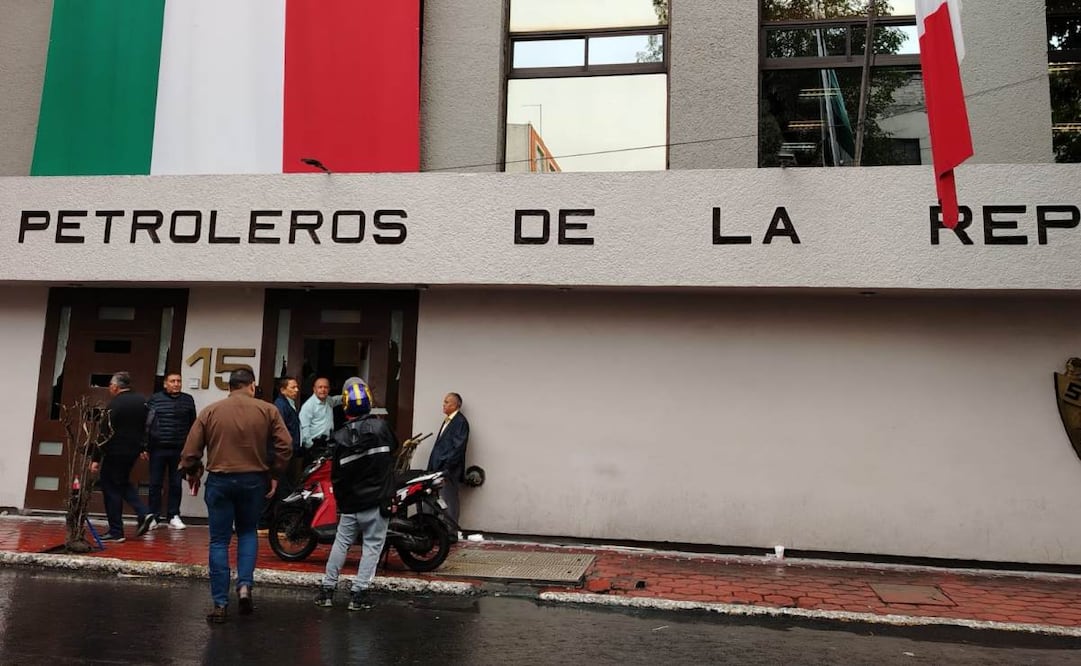 PETROLEROS DE LA REP
15